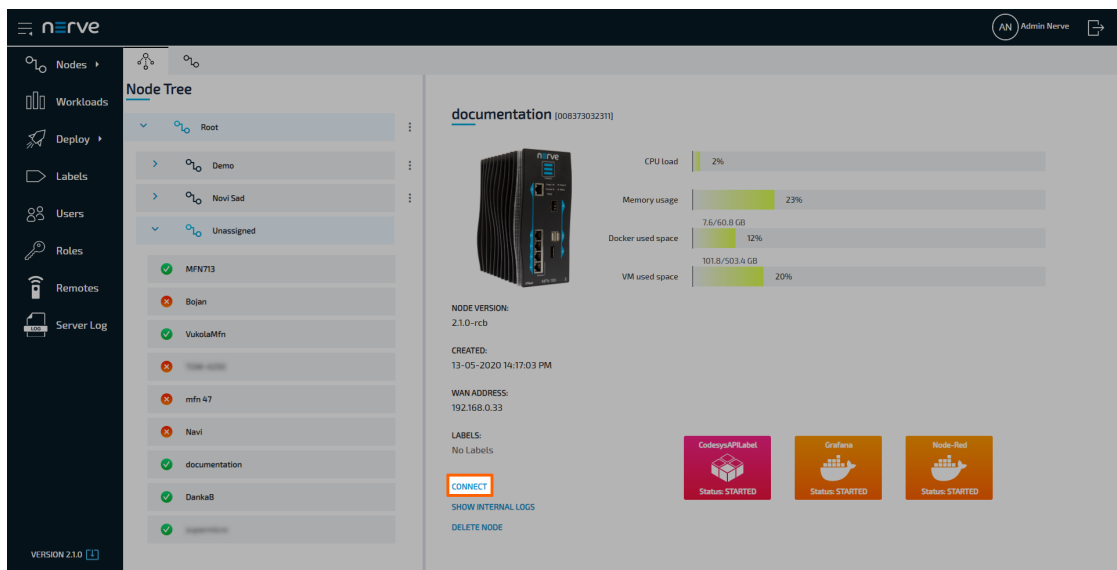 nerve
AN Admin Nerve
Nodes
Workloads
Deploy
Labels
Users
Roles
Remotes
LOG Server Log
VERSION 2.1.0
Node Tree
Root
Demo
Novi Sad
Unassigned
MFN713
Bojan
VukolaMfn
mfn 47
Navi
documentation
DankaB
documentation [008373032311]
nerve
CPU load 2%
Memory usage 23%
7.6/60.8 GB
Docker used space 12%
101.8/503.4 GB
VM used space 20%
NODE VERSION:
2.1.0-rcb
CREATED:
13-05-2020 14:17:03 PM
WAN ADDRESS:
192.168.0.33
LABELS:
No Labels
CONNECT
SHOW INTERNAL LOGS
DELETE NODE
CodesysAPILabel
Status: STARTED
Grafana
Status: STARTED
Node-Red
Status: STARTED